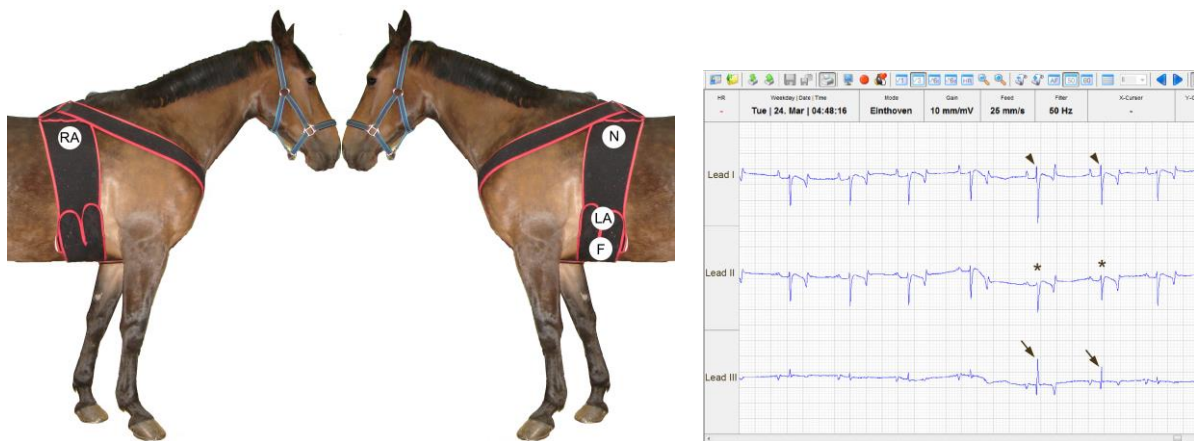 RA
N
LA
F
HR Weekday | Date | Time Mode Gain Feed Filter X-Cursor
- Tue | 24. Mar | 04:48:16 Einthoven 10 mm/mV 25 mm/s 50 Hz -
Lead I
Lead II
* *
Lead III